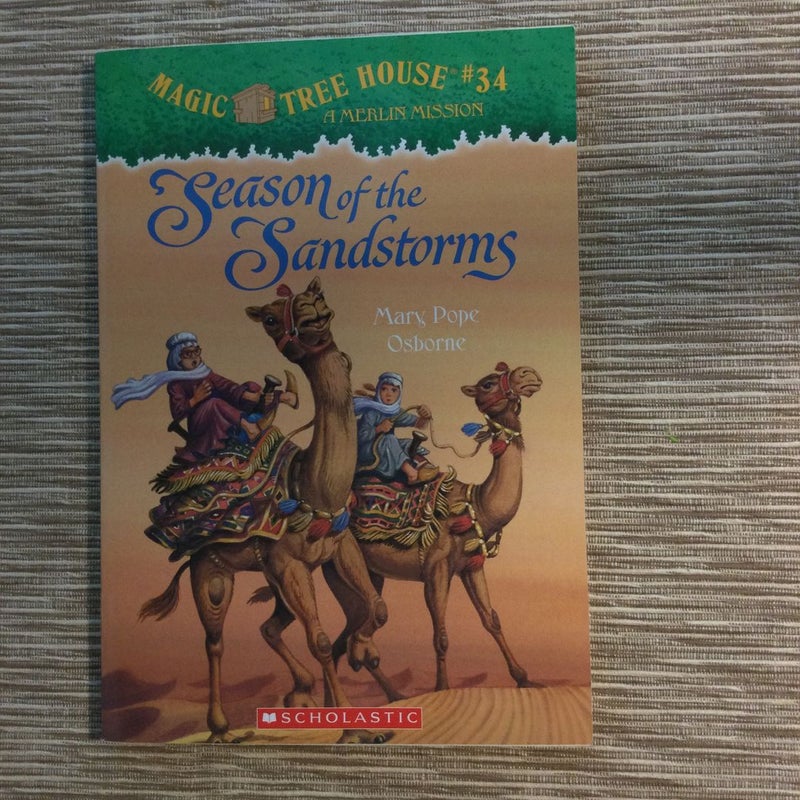 MAGIC TREE HOUSE® #34
A MERLIN MISSION
Season of the
Sandstorms
Mary Pope
Osborne
SCHOLASTIC